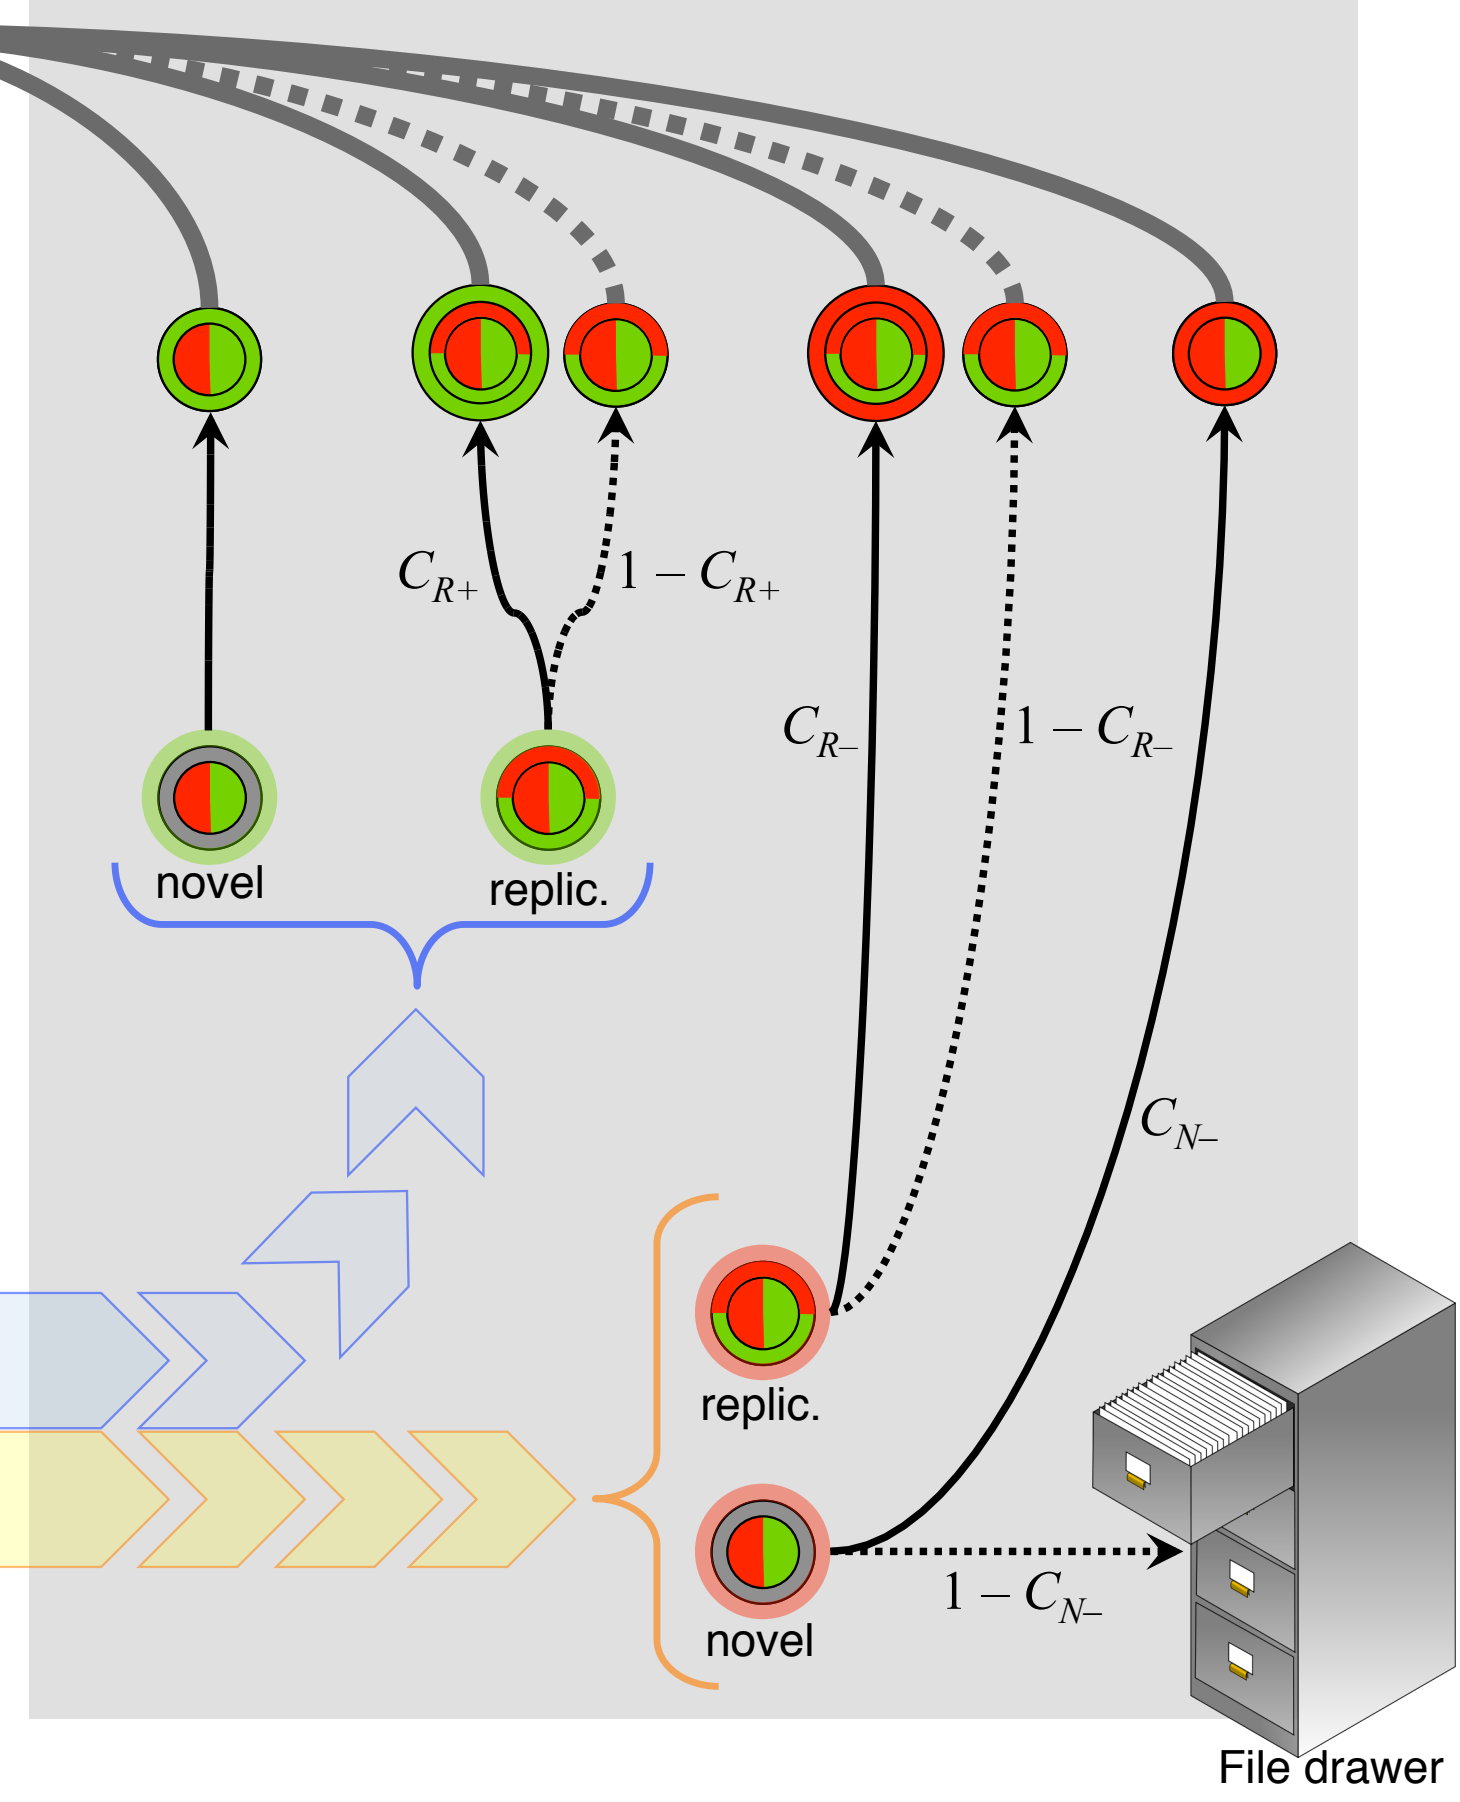 C_{R+}
1 − C_{R+}
C_{R−}
1 − C_{R−}
novel
replic.
C_{N−}
replic.
1 − C_{N−}
novel
File drawer